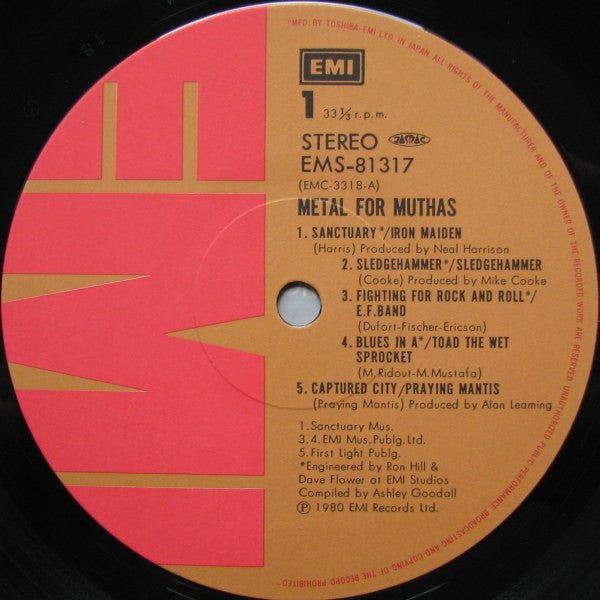 "MFD. BY TOSHIBA-EMI LTD. IN JAPAN ALL RIGHTS OF THE MANUFACTURER AND OF THE OWNER OF THE RECORDED WORK ARE RESERVED UNAUTHORIZED PUBLIC PERFORMANCE BROADCASTING AND COPYING OF THE RECORD PROHIBITED"
EMI
1 33⅓ r.p.m.
STEREO JASRAC
EMS-81317
(EMC-3318-A)
METAL FOR MUTHAS
1. SANCTUARY*/IRON MAIDEN
(Harris) Produced by Neal Harrison
2. SLEDGEHAMMER*/SLEDGEHAMMER
(Cooke) Produced by Mike Cooke
3. FIGHTING FOR ROCK AND ROLL*/
E.F.BAND
(Dufort-Fischer-Ericson)
4. BLUES IN A*/TOAD THE WET
SPROCKET
(M,Ridout-M.Mustafa)
5. CAPTURED CITY/PRAYING MANTIS
(Praying Mantis) Produced by Alan Leaming
1.Sanctuary Mus.
3.4. EMI Mus. Publg. Ltd.
5. First Light Publg.
*Engineered by Ron Hill &
Dave Flower at EMI Studios
Compiled by Ashley Goodall
Ⓟ 1980 EMI Records Ltd.
EMI